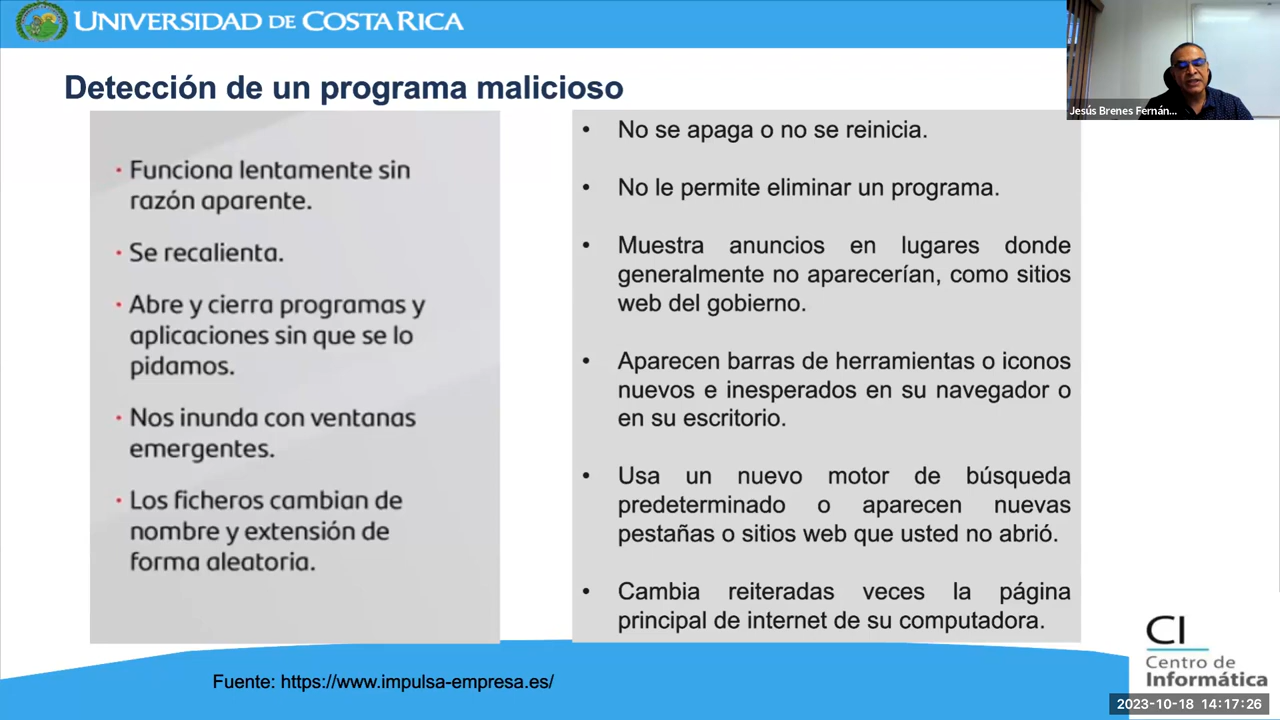 UNIVERSIDAD DE COSTA RICA
Detección de un programa malicioso
Jesús Brenes Fernán...
· Funciona lentamente sin
razón aparente.
· Se recalienta.
· Abre y cierra programas y
aplicaciones sin que se lo
pidamos.
· Nos inunda con ventanas
emergentes.
· Los ficheros cambian de
nombre y extensión de
forma aleatoria.
• No se apaga o no se reinicia.
• No le permite eliminar un programa.
• Muestra anuncios en lugares donde
generalmente no aparecerían, como sitios
web del gobierno.
• Aparecen barras de herramientas o iconos
nuevos e inesperados en su navegador o
en su escritorio.
• Usa un nuevo motor de búsqueda
predeterminado o aparecen nuevas
pestañas o sitios web que usted no abrió.
• Cambia reiteradas veces la página
principal de internet de su computadora.
Fuente: https://www.impulsa-empresa.es/
CI
Centro de
Informática
2023-10-18 14:17:26